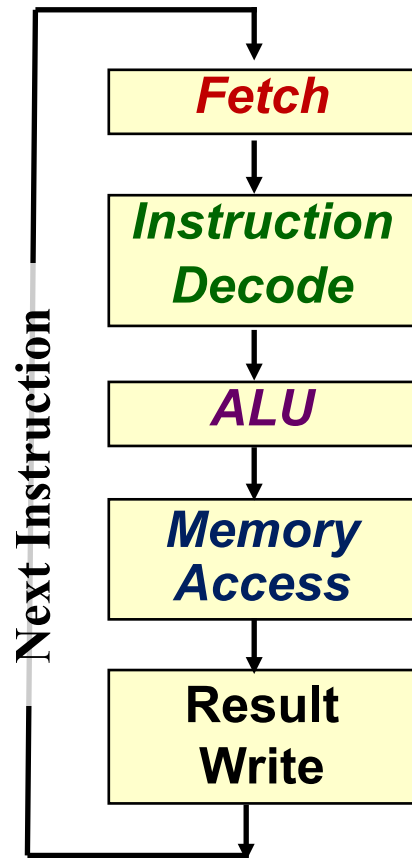 Fetch
Instruction
Decode
ALU
Memory
Access
Result
Write
Next Instruction